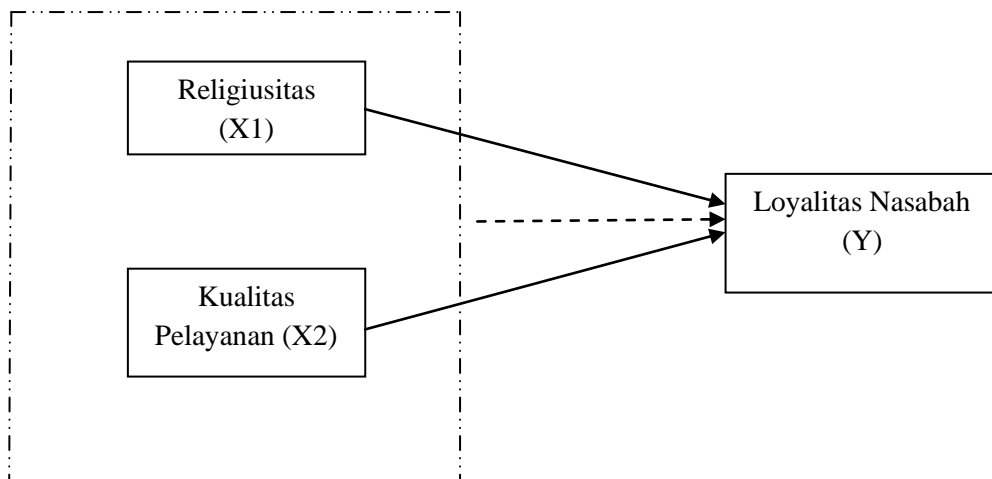 Religiusitas
(X1)
Loyalitas Nasabah
(Y)
Kualitas
Pelayanan (X2)